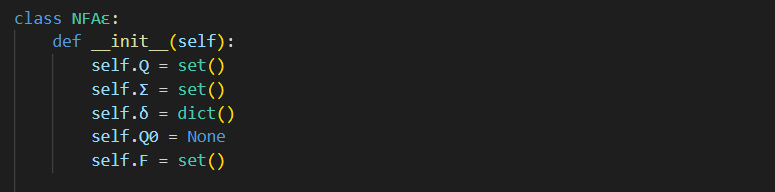 class NFAε:
    def __init__(self):
        self.Q = set()
        self.Σ = set()
        self.δ = dict()
        self.Q0 = None
        self.F = set()